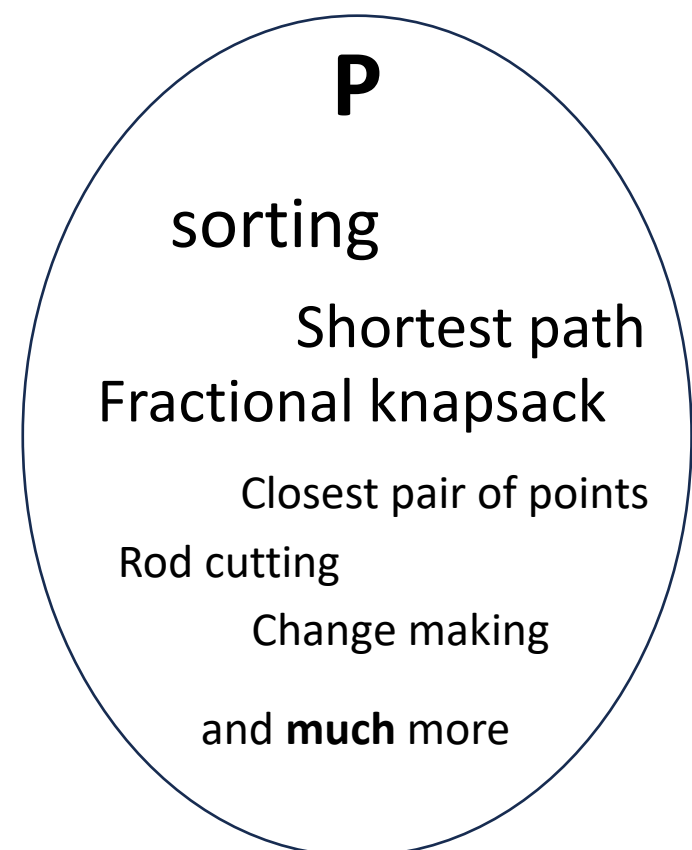 P
sorting
Shortest path
Fractional knapsack
Closest pair of points
Rod cutting
Change making
and much more